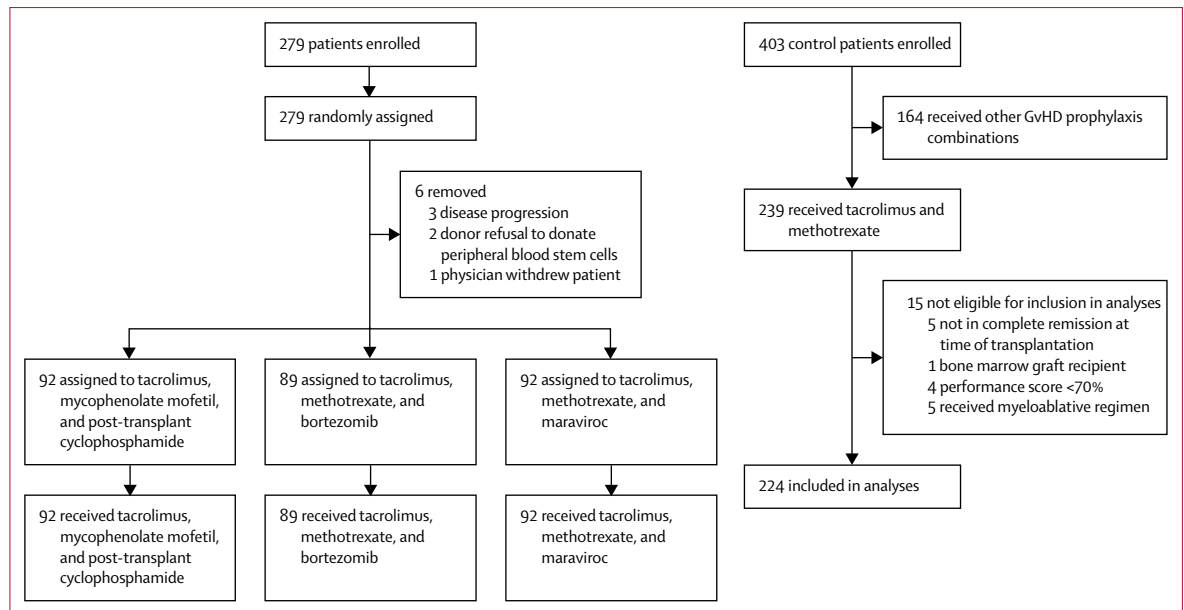 279 patients enrolled
279 randomly assigned
6 removed
3 disease progression
2 donor refusal to donate
peripheral blood stem cells
1 physician withdrew patient
92 assigned to tacrolimus,
mycophenolate mofetil,
and post-transplant
cyclophosphamide
89 assigned to tacrolimus,
methotrexate, and
bortezomib
92 assigned to tacrolimus,
methotrexate, and
maraviroc
92 received tacrolimus,
mycophenolate mofetil,
and post-transplant
cyclophosphamide
89 received tacrolimus,
methotrexate, and
bortezomib
92 received tacrolimus,
methotrexate, and
maraviroc
403 control patients enrolled
164 received other GvHD prophylaxis
combinations
239 received tacrolimus and
methotrexate
15 not eligible for inclusion in analyses
5 not in complete remission at
time of transplantation
1 bone marrow graft recipient
4 performance score <70%
5 received myeloablative regimen
224 included in analyses